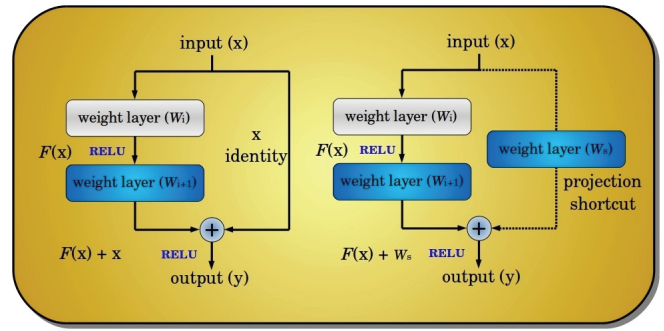 input (x)
weight layer (Wi)
F(x)
RELU
x
identity
weight layer (Wi+1)
+
F(x) + x
RELU
output (y)
input (x)
weight layer (Wi)
F(x)
RELU
weight layer (Ws)
weight layer (Wi+1)
projection
shortcut
+
F(x) + Ws
RELU
output (y)